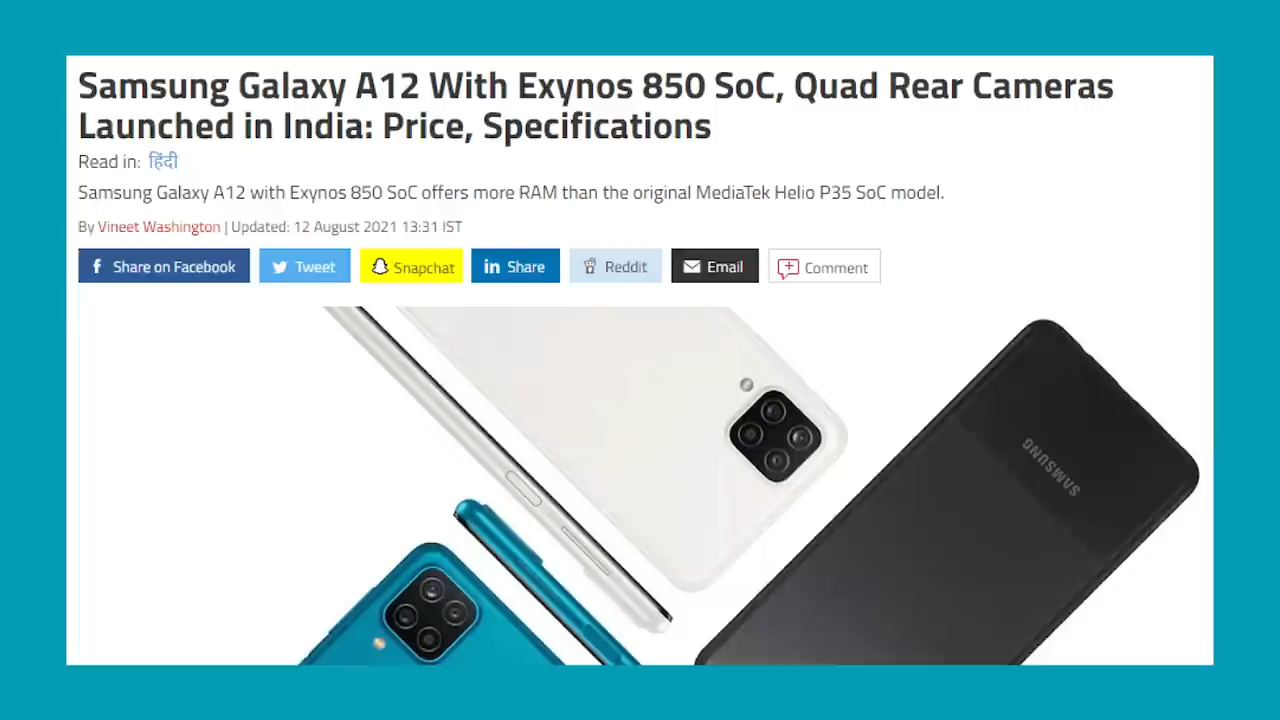 Samsung Galaxy A12 With Exynos 850 SoC, Quad Rear Cameras
Launched in India: Price, Specifications
Read in: हिंदी
Samsung Galaxy A12 with Exynos 850 SoC offers more RAM than the original MediaTek Helio P35 SoC model.
By Vineet Washington | Updated: 12 August 2021 13:31 IST
f Share on Facebook Tweet Snapchat in Share Reddit Email Comment
SAMSUNG